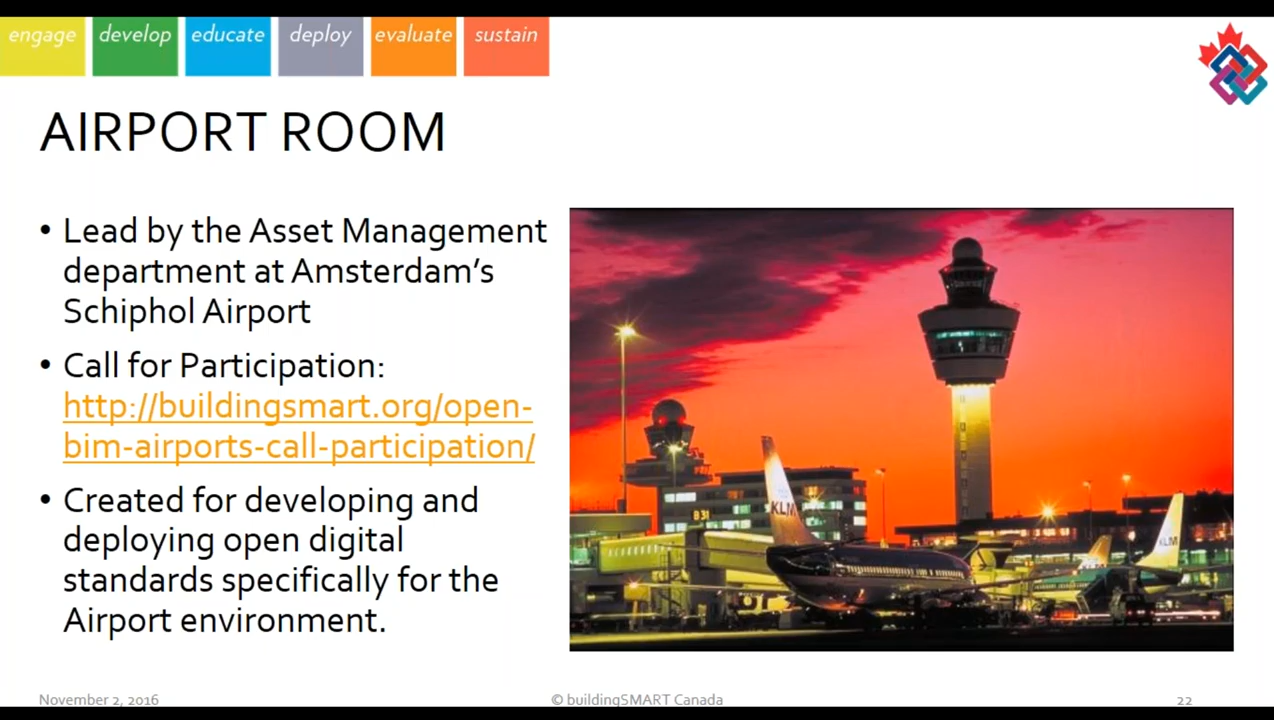 engage develop educate deploy evaluate sustain
AIRPORT ROOM
• Lead by the Asset Management
department at Amsterdam's
Schiphol Airport
• Call for Participation:
http://buildingsmart.org/open-
bim-airports-call-participation/
• Created for developing and
deploying open digital
standards specifically for the
Airport environment.
B 31
KLM
KLM
November 2, 2016 © buildingSMART Canada 22